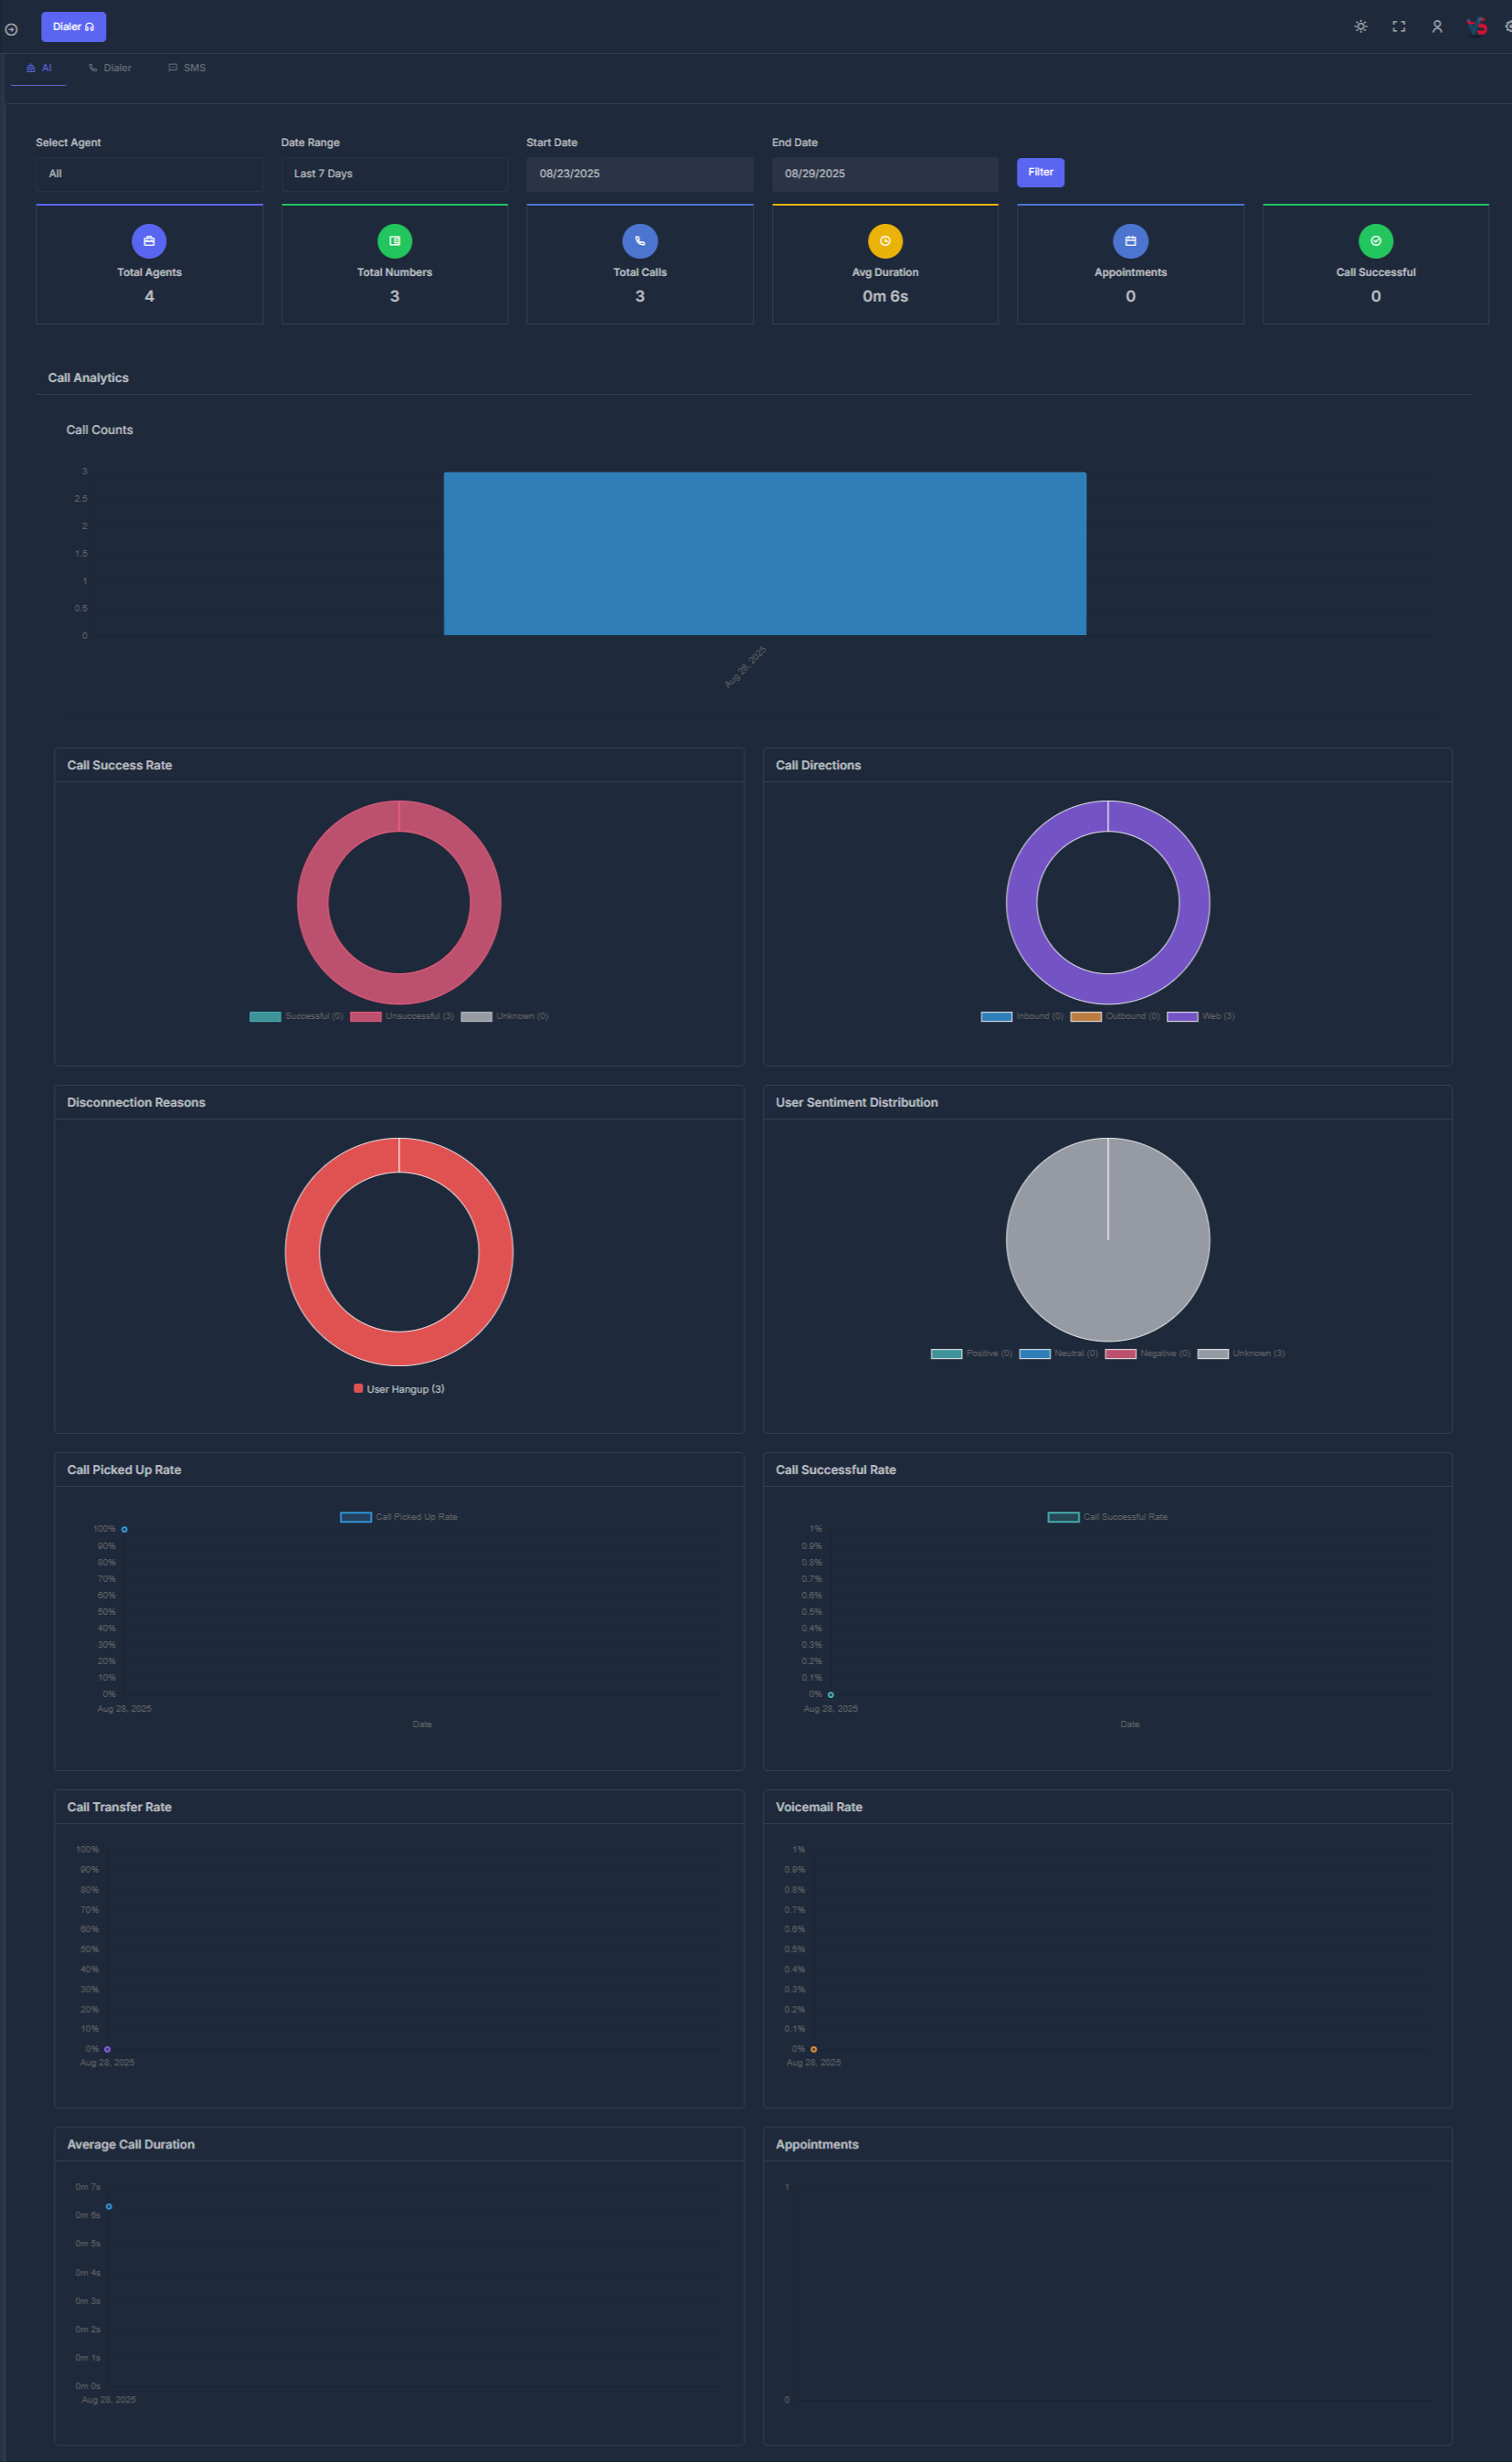 Dialer
AI Dialer SMS
Select Agent Date Range Start Date End Date
All Last 7 Days 08/23/2025 08/29/2025 Filter
Total Agents Total Numbers Total Calls Avg Duration Appointments Call Successful
4 3 3 0m 6s 0 0
Call Analytics
Call Counts
3
2.5
2
1.5
1
0.5
0
Aug 28, 2025
Call Success Rate
Successful (0) Unsuccessful (3) Unknown (0)
Call Directions
Inbound (0) Outbound (0) Web (3)
Disconnection Reasons
User Hangup (3)
User Sentiment Distribution
Positive (0) Neutral (0) Negative (0) Unknown (3)
Call Picked Up Rate
Call Picked Up Rate
100%
90%
80%
70%
60%
50%
40%
30%
20%
10%
0%
Aug 28, 2025
Date
Call Successful Rate
Call Successful Rate
1%
0.9%
0.8%
0.7%
0.6%
0.5%
0.4%
0.3%
0.2%
0.1%
0%
Aug 28, 2025
Date
Call Transfer Rate
100%
90%
80%
70%
60%
50%
40%
30%
20%
10%
0%
Aug 28, 2025
Voicemail Rate
1%
0.9%
0.8%
0.7%
0.6%
0.5%
0.4%
0.3%
0.2%
0.1%
0%
Aug 28, 2025
Average Call Duration
0m 7s
0m 6s
0m 5s
0m 4s
0m 3s
0m 2s
0m 1s
0m 0s
Aug 28, 2025
Appointments
1
0